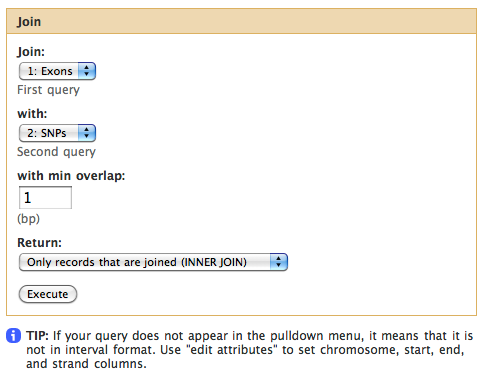 Join
Join:
1: Exons
First query
with:
2: SNPs
Second query
with min overlap:
1
(bp)
Return:
Only records that are joined (INNER JOIN)
Execute
TIP: If your query does not appear in the pulldown menu, it means that it is
not in interval format. Use "edit attributes" to set chromosome, start, end,
and strand columns.